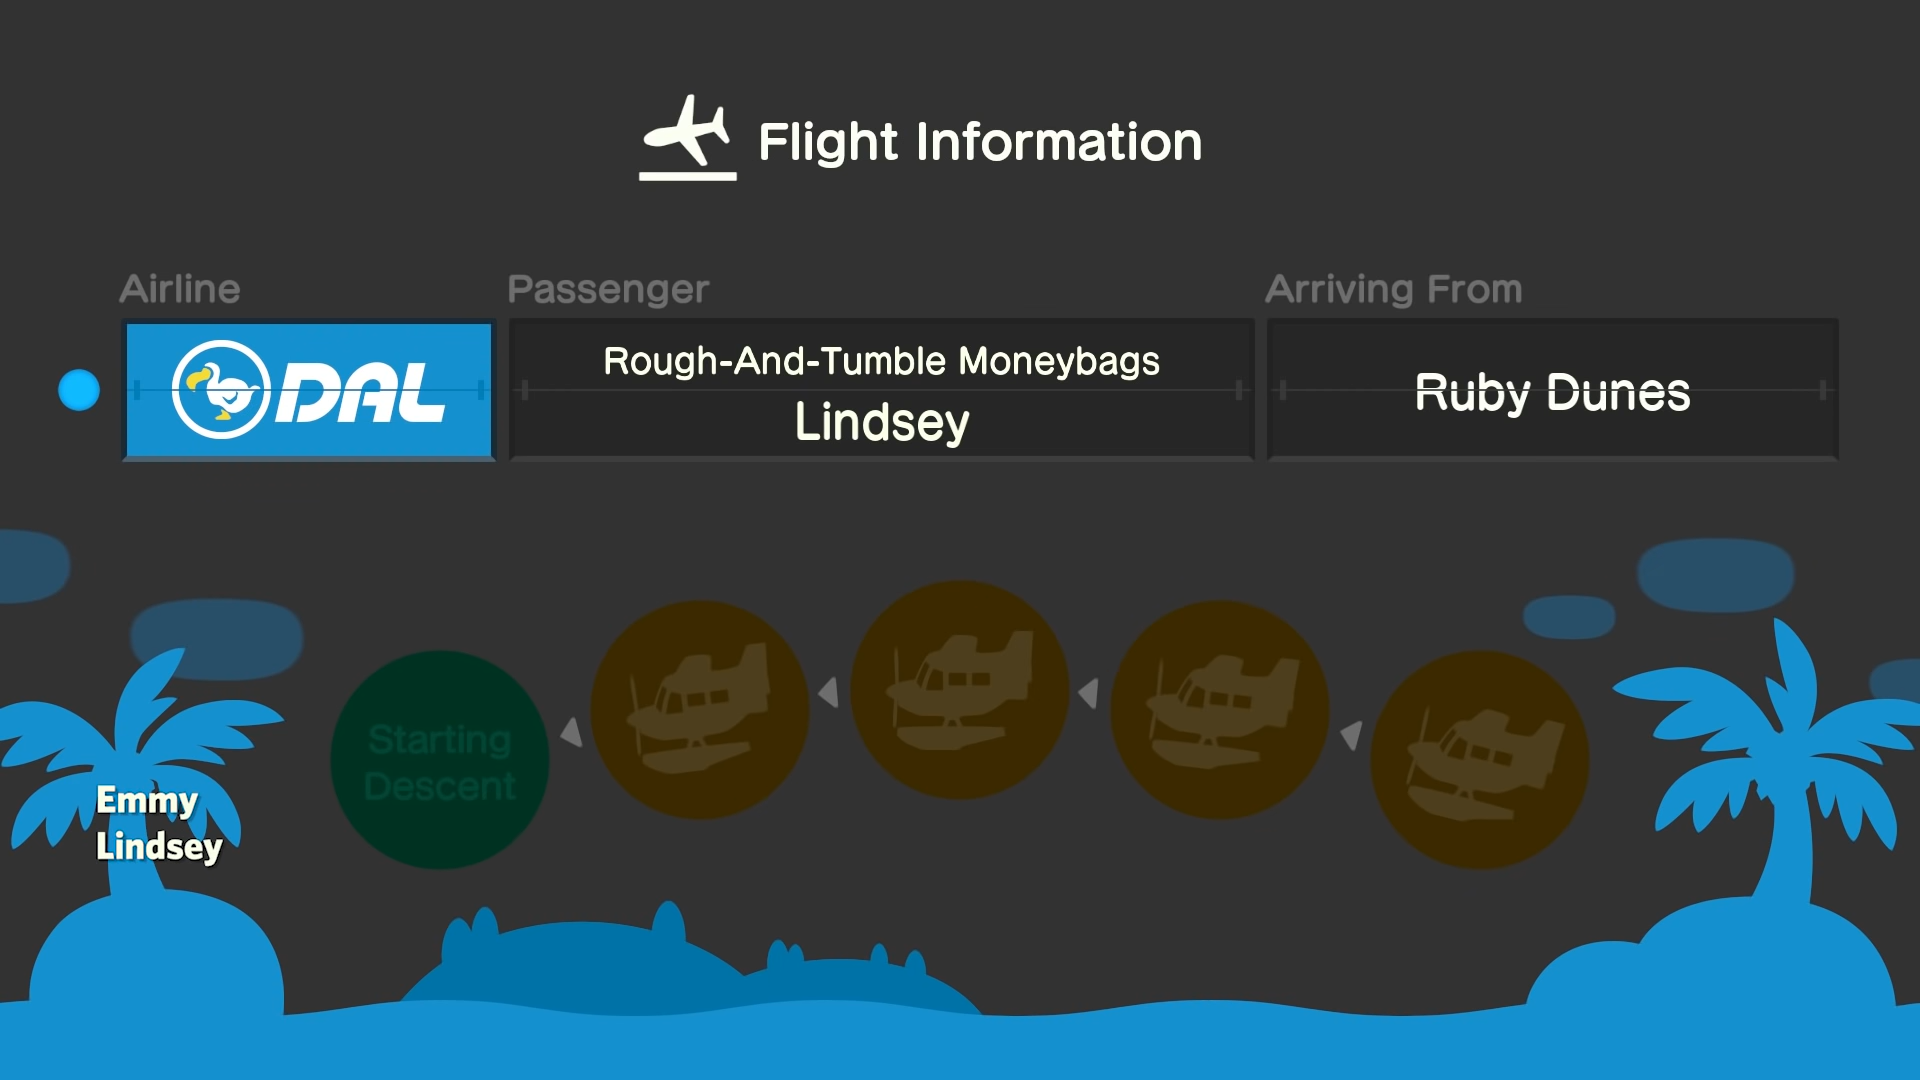 Flight Information
Airline
Passenger
Arriving From
DAL
Rough-And-Tumble Moneybags
Lindsey
Ruby Dunes
Starting
Descent
Emmy
Lindsey